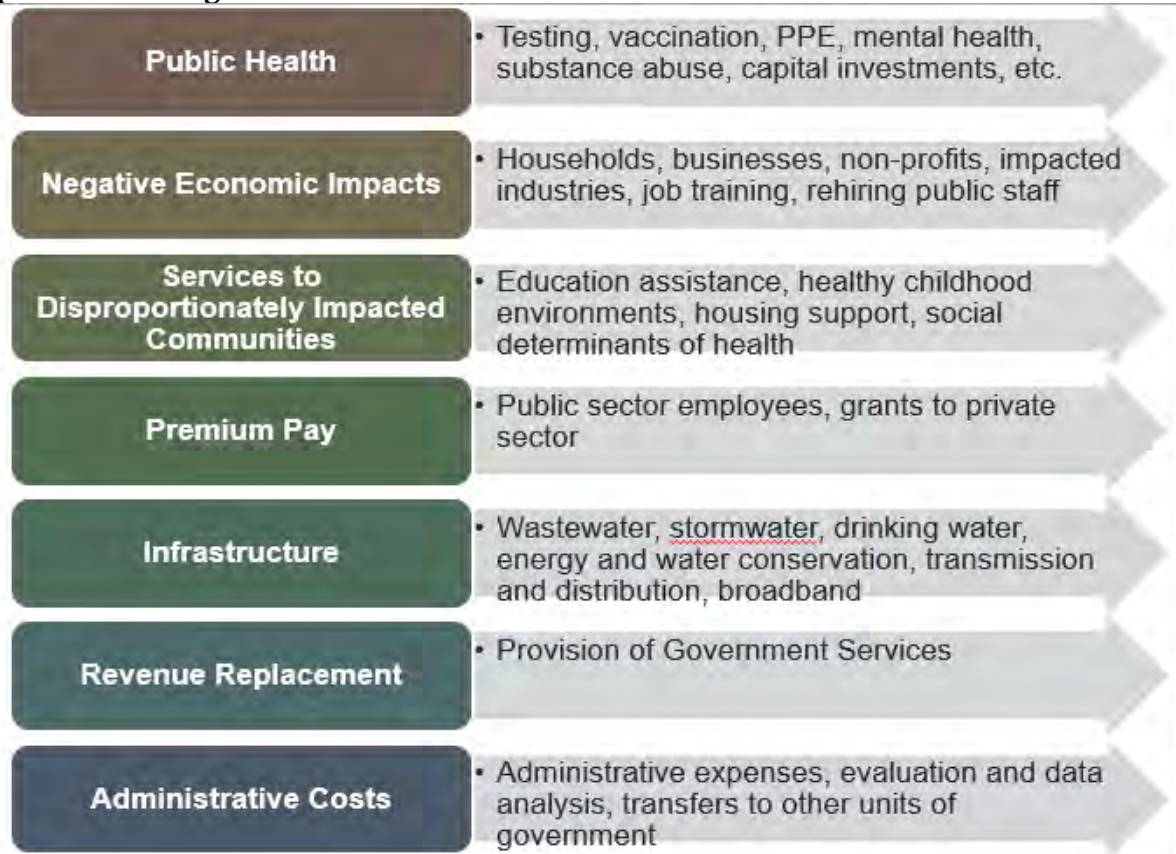 Public Health
• Testing, vaccination, PPE, mental health,
substance abuse, capital investments, etc.
Negative Economic Impacts
• Households, businesses, non-profits, impacted
industries, job training, rehiring public staff
Services to
Disproportionately Impacted
Communities
• Education assistance, healthy childhood
environments, housing support, social
determinants of health
Premium Pay
• Public sector employees, grants to private
sector
Infrastructure
• Wastewater, stormwater, drinking water,
energy and water conservation, transmission
and distribution, broadband
Revenue Replacement
• Provision of Government Services
Administrative Costs
• Administrative expenses, evaluation and data
analysis, transfers to other units of
government